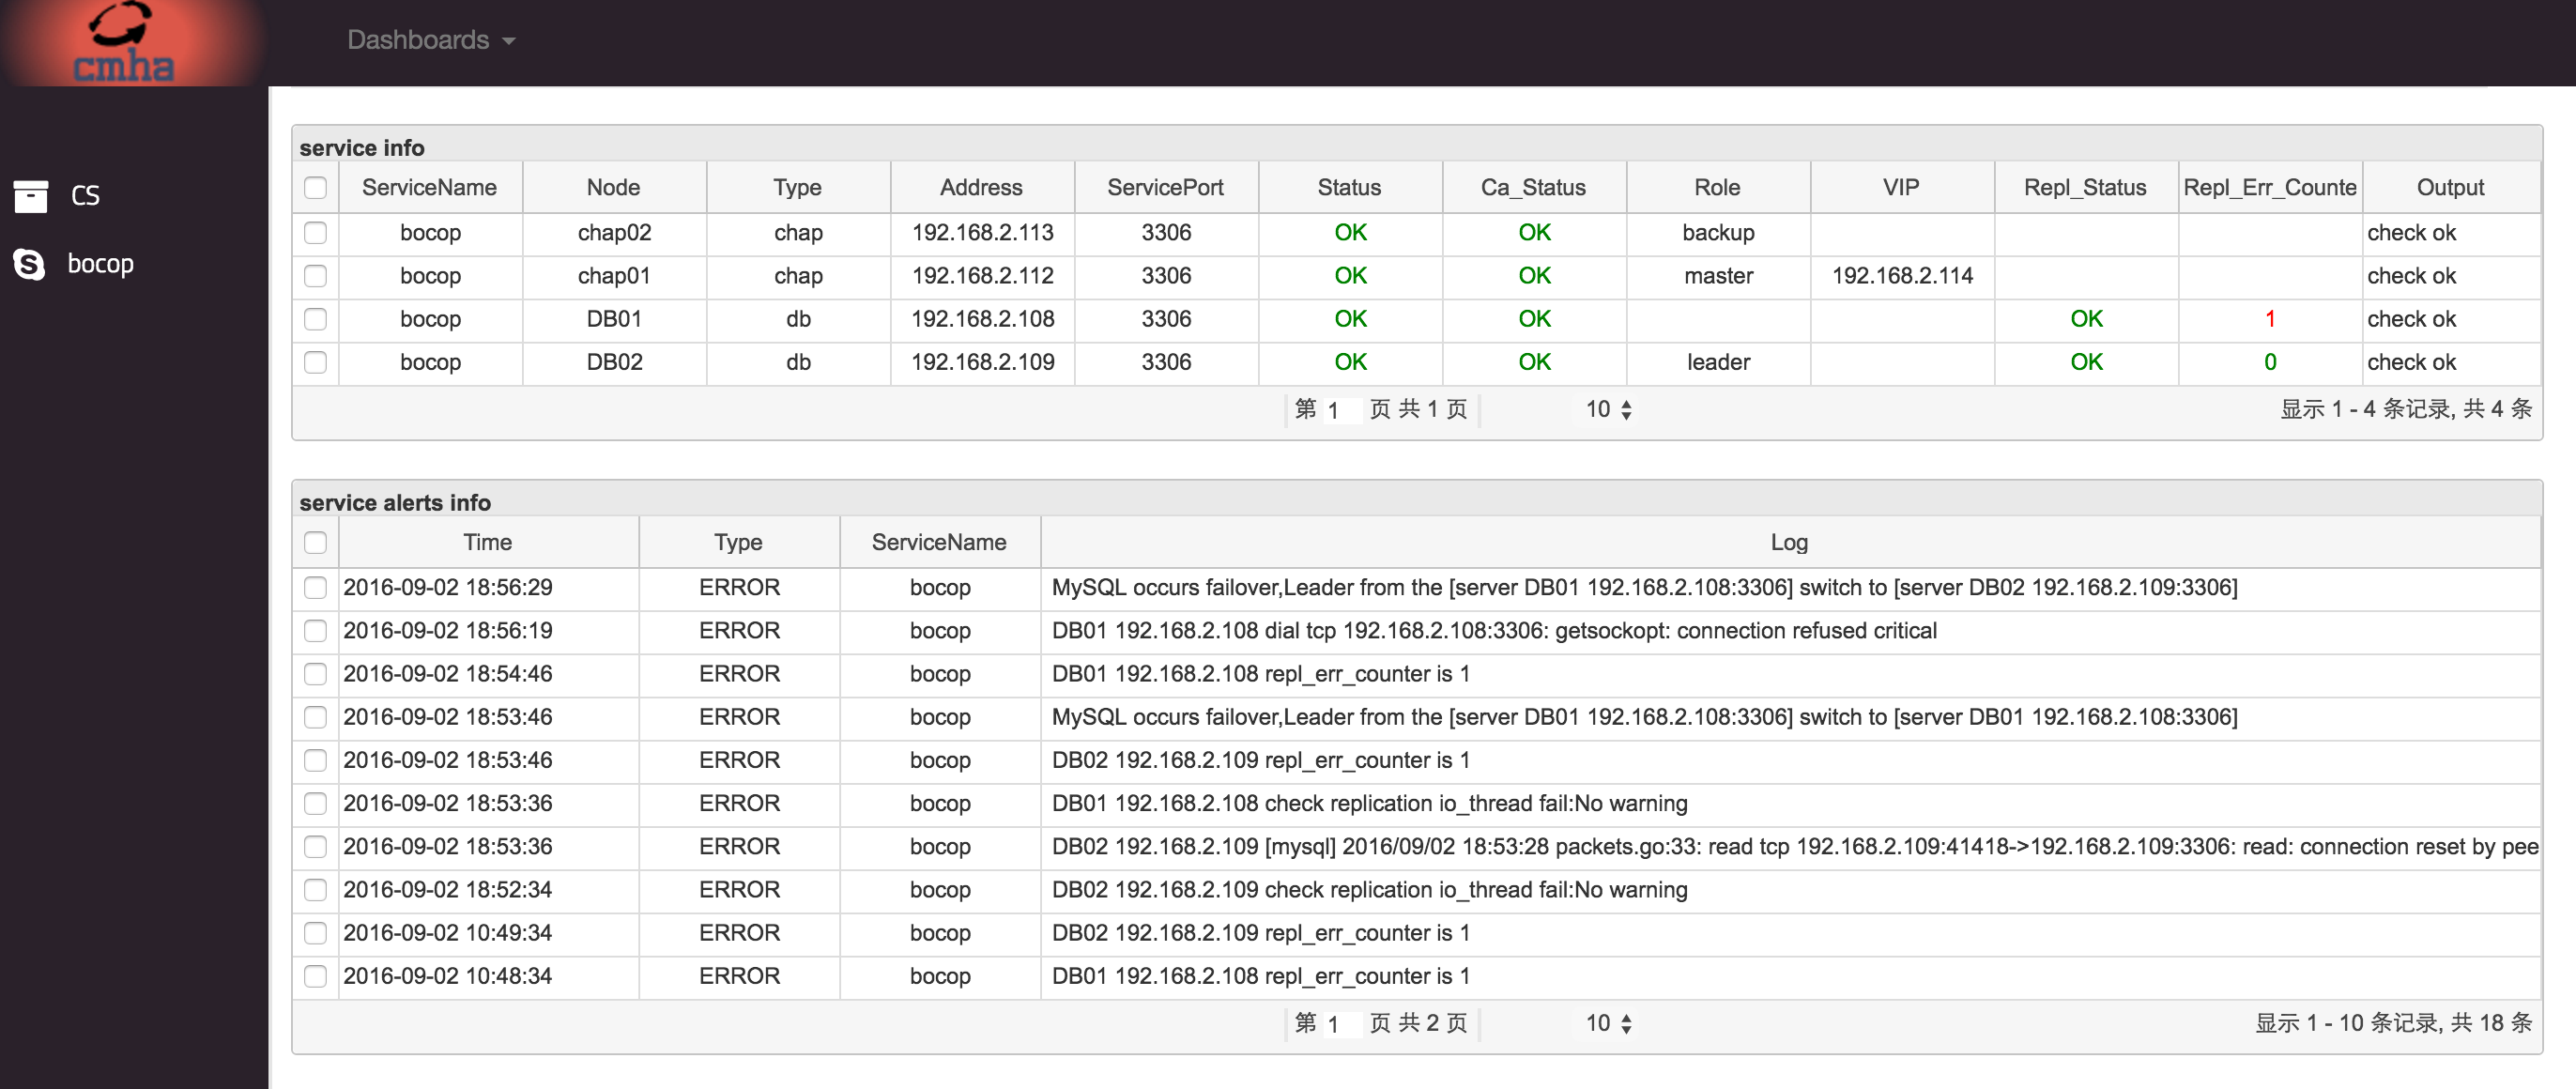 cmha
Dashboards
CS
bocop
service info
ServiceName Node Type Address ServicePort Status Ca_Status Role VIP Repl_Status Repl_Err_Counte Output
bocop chap02 chap 192.168.2.113 3306 OK OK backup check ok
bocop chap01 chap 192.168.2.112 3306 OK OK master 192.168.2.114 check ok
bocop DB01 db 192.168.2.108 3306 OK OK OK 1 check ok
bocop DB02 db 192.168.2.109 3306 OK OK leader OK 0 check ok
第 1 页 共 1 页 10 显示 1 - 4 条记录, 共 4 条
service alerts info
Time Type ServiceName Log
2016-09-02 18:56:29 ERROR bocop MySQL occurs failover,Leader from the [server DB01 192.168.2.108:3306] switch to [server DB02 192.168.2.109:3306]
2016-09-02 18:56:19 ERROR bocop DB01 192.168.2.108 dial tcp 192.168.2.108:3306: getsockopt: connection refused critical
2016-09-02 18:54:46 ERROR bocop DB01 192.168.2.108 repl_err_counter is 1
2016-09-02 18:53:46 ERROR bocop MySQL occurs failover,Leader from the [server DB01 192.168.2.108:3306] switch to [server DB01 192.168.2.108:3306]
2016-09-02 18:53:46 ERROR bocop DB02 192.168.2.109 repl_err_counter is 1
2016-09-02 18:53:36 ERROR bocop DB01 192.168.2.108 check replication io_thread fail:No warning
2016-09-02 18:53:36 ERROR bocop DB02 192.168.2.109 [mysql] 2016/09/02 18:53:28 packets.go:33: read tcp 192.168.2.109:41418->192.168.2.109:3306: read: connection reset by pee
2016-09-02 18:52:34 ERROR bocop DB02 192.168.2.109 check replication io_thread fail:No warning
2016-09-02 10:49:34 ERROR bocop DB02 192.168.2.109 repl_err_counter is 1
2016-09-02 10:48:34 ERROR bocop DB01 192.168.2.108 repl_err_counter is 1
第 1 页 共 2 页 10 显示 1 - 10 条记录, 共 18 条